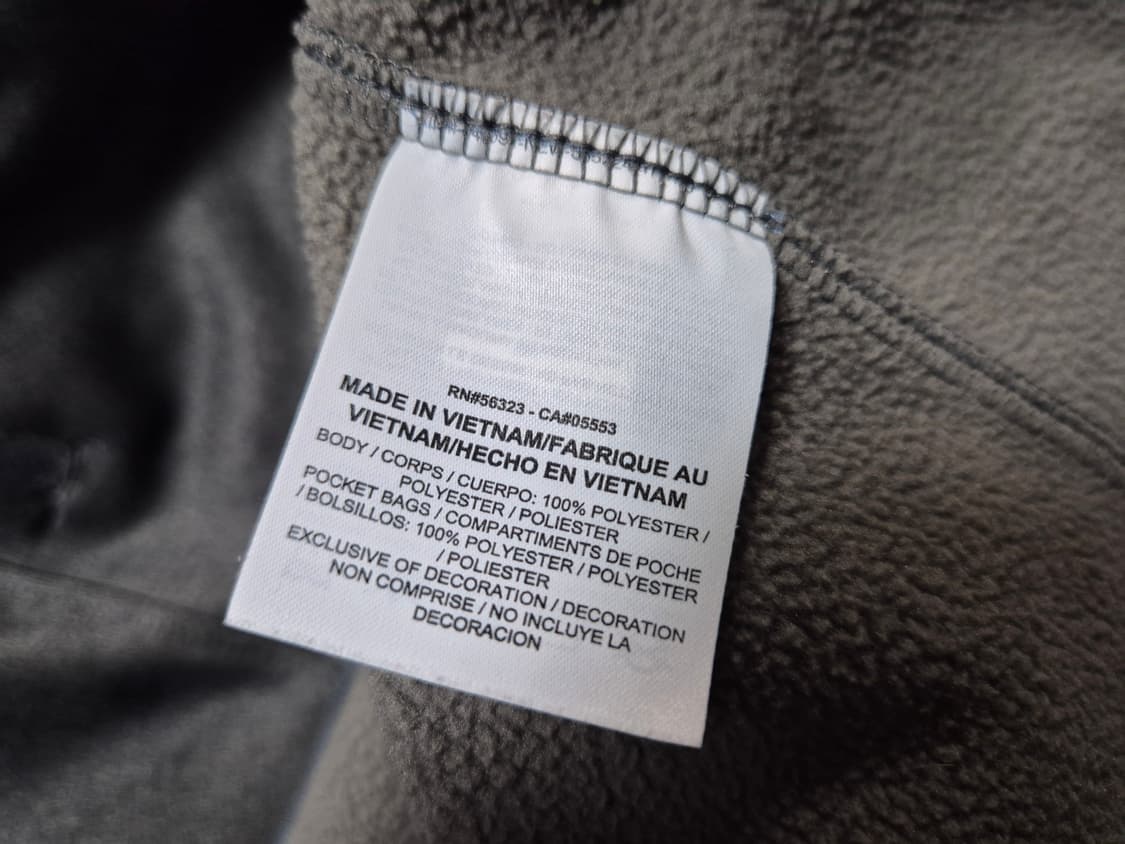 RN#56323 - CA#05553
MADE IN VIETNAM/FABRIQUE AU
VIETNAM/HECHO EN VIETNAM
BODY / CORPS / CUERPO: 100% POLYESTER /
POLYESTER / POLIESTER
POCKET BAGS / COMPARTIMENTS DE POCHE
/ BOLSILLOS: 100% POLYESTER / POLYESTER
/ POLIESTER
EXCLUSIVE OF DECORATION / DECORATION
NON COMPRISE / NO INCLUYE LA
DECORACION